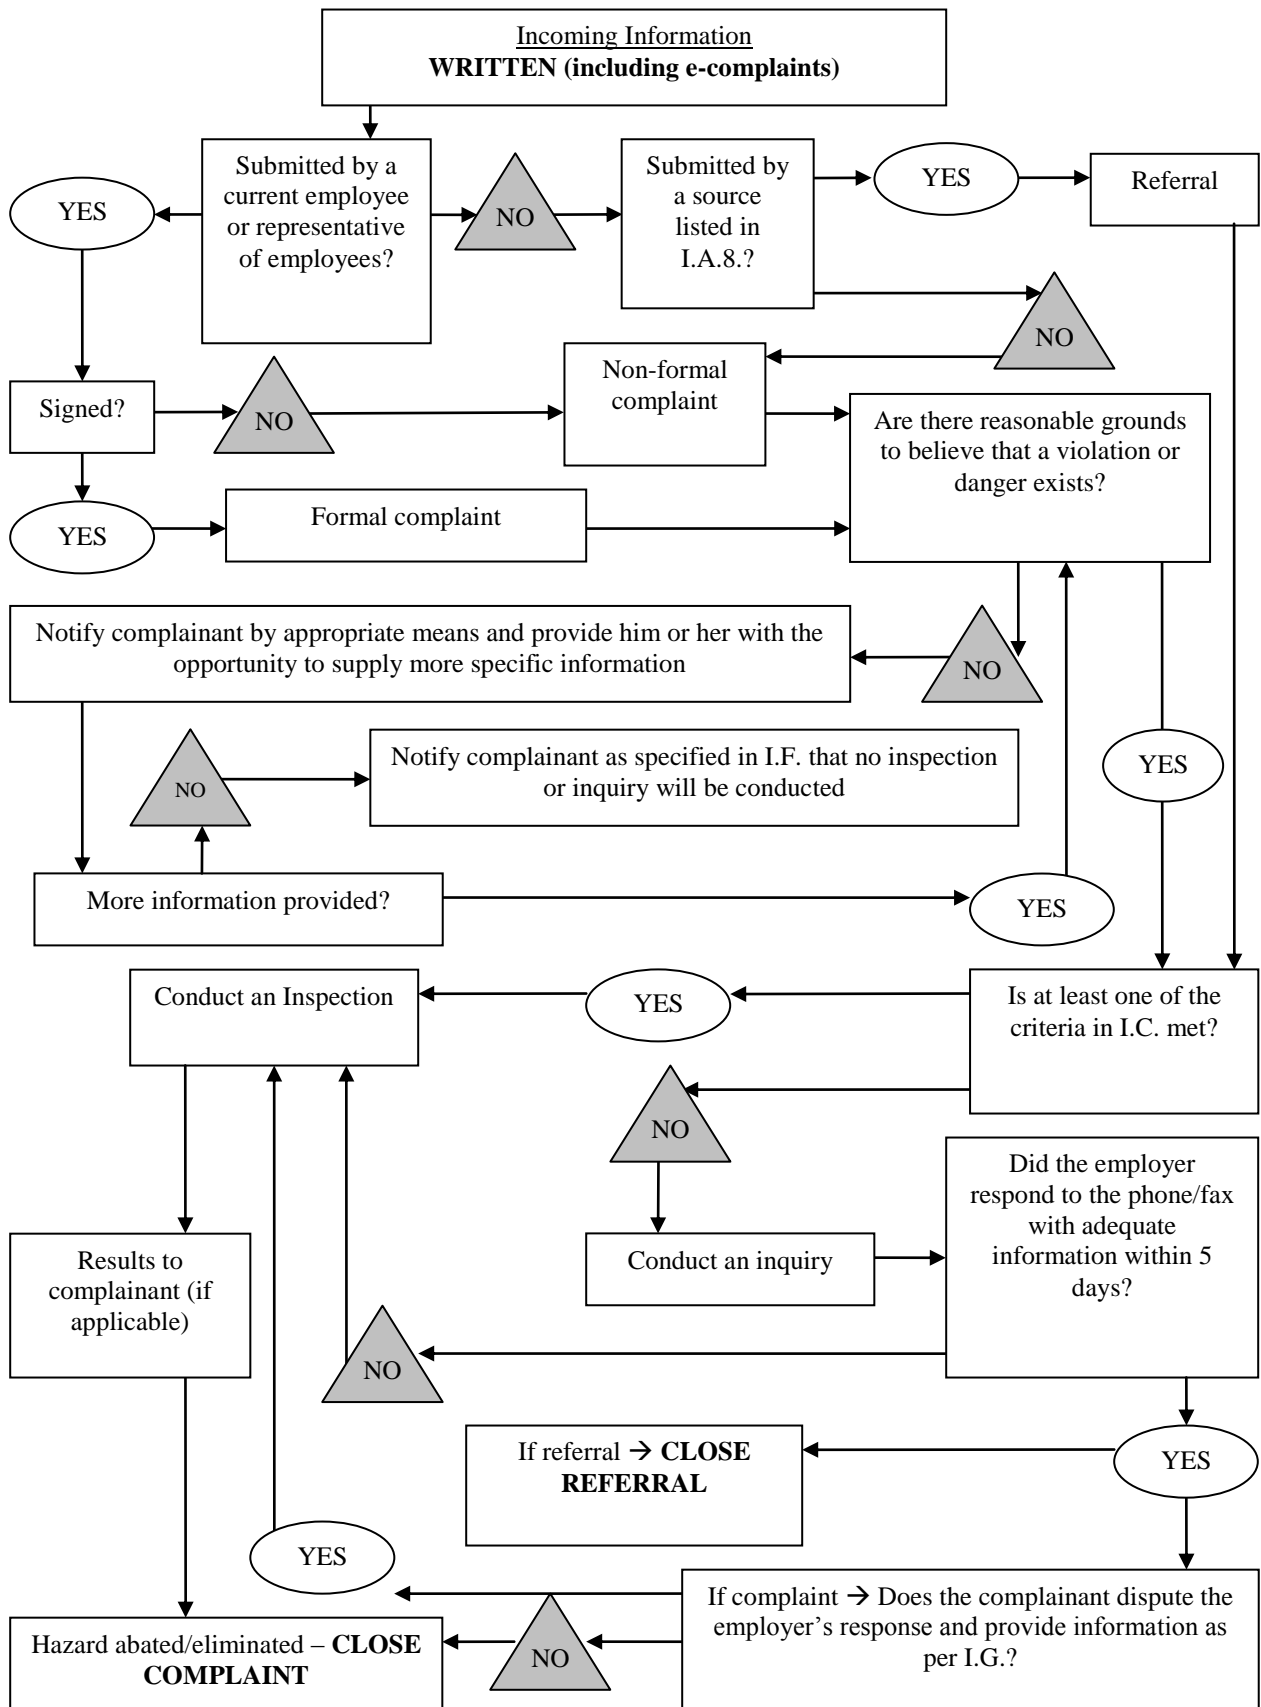 Incoming Information
WRITTEN (including e-complaints)
Submitted by a
current employee
or representative
of employees?
YES
NO
Submitted by
a source
listed in
I.A.8.?
YES
Referral
NO
Signed?
NO
Non-formal
complaint
Are there reasonable grounds
to believe that a violation or
danger exists?
YES
Formal complaint
NO
Notify complainant by appropriate means and provide him or her with the
opportunity to supply more specific information
YES
NO
Notify complainant as specified in I.F. that no inspection
or inquiry will be conducted
More information provided?
YES
Conduct an Inspection
YES
Is at least one of the
criteria in I.C. met?
NO
Did the employer
respond to the phone/fax
with adequate
information within 5
days?
Conduct an inquiry
Results to
complainant (if
applicable)
NO
YES
If referral → CLOSE
REFERRAL
YES
If complaint → Does the complainant dispute the
employer's response and provide information as
per I.G.?
NO
Hazard abated/eliminated – CLOSE
COMPLAINT